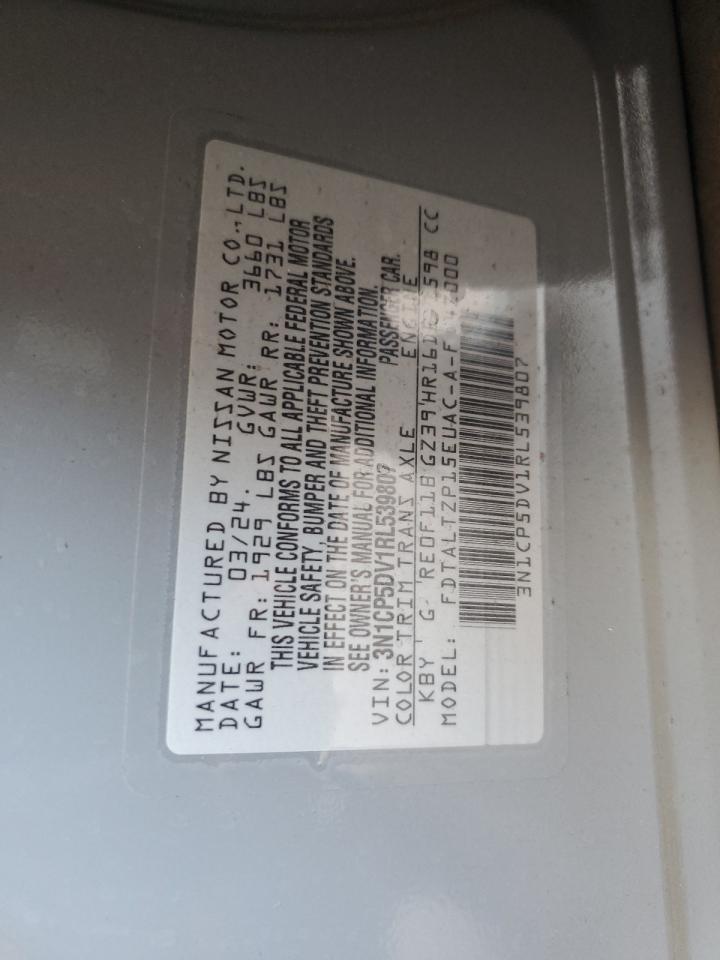 MANUFACTURED BY NISSAN MOTOR CO.,LTD.
DATE: 03/24. GVWR: 3660 LBS
GAWR FR: 1929 LBS GAWR RR: 1731 LBS
THIS VEHICLE CONFORMS TO ALL APPLICABLE FEDERAL MOTOR
VEHICLE SAFETY, BUMPER AND THEFT PREVENTION STANDARDS
IN EFFECT ON THE DATE OF MANUFACTURE SHOWN ABOVE.
SEE OWNER'S MANUAL FOR ADDITIONAL INFORMATION.
VIN: 3N1CP5DV1RL539807 PASSENGER CAR.
COLOR TRIM TRANS AXLE ENGINE
KBY G RE0F11B GZ39 HR16DE 1598 CC
MODEL:
3N1CP5DV1RL539807